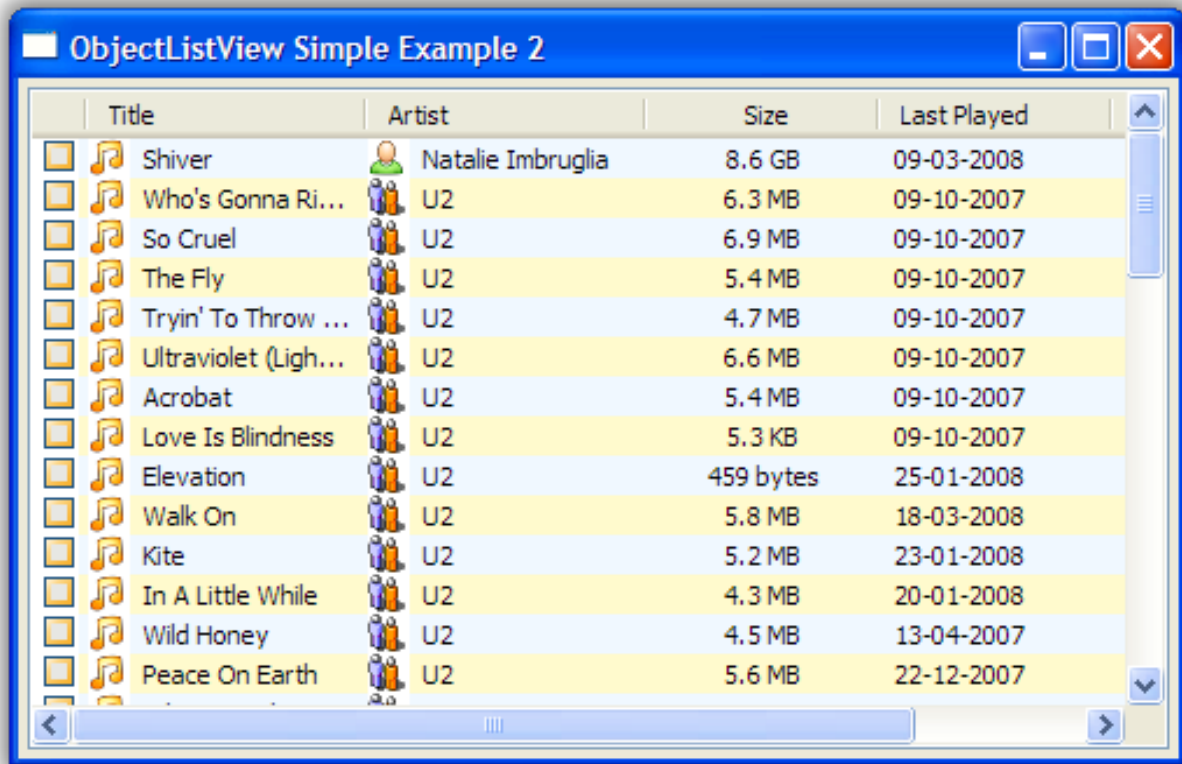 ObjectListView Simple Example 2
Title Artist Size Last Played
Shiver Natalie Imbruglia 8.6 GB 09-03-2008
Who's Gonna Ri... U2 6.3 MB 09-10-2007
So Cruel U2 6.9 MB 09-10-2007
The Fly U2 5.4 MB 09-10-2007
Tryin' To Throw ... U2 4.7 MB 09-10-2007
Ultraviolet (Ligh... U2 6.6 MB 09-10-2007
Acrobat U2 5.4 MB 09-10-2007
Love Is Blindness U2 5.3 KB 09-10-2007
Elevation U2 459 bytes 25-01-2008
Walk On U2 5.8 MB 18-03-2008
Kite U2 5.2 MB 23-01-2008
In A Little While U2 4.3 MB 20-01-2008
Wild Honey U2 4.5 MB 13-04-2007
Peace On Earth U2 5.6 MB 22-12-2007